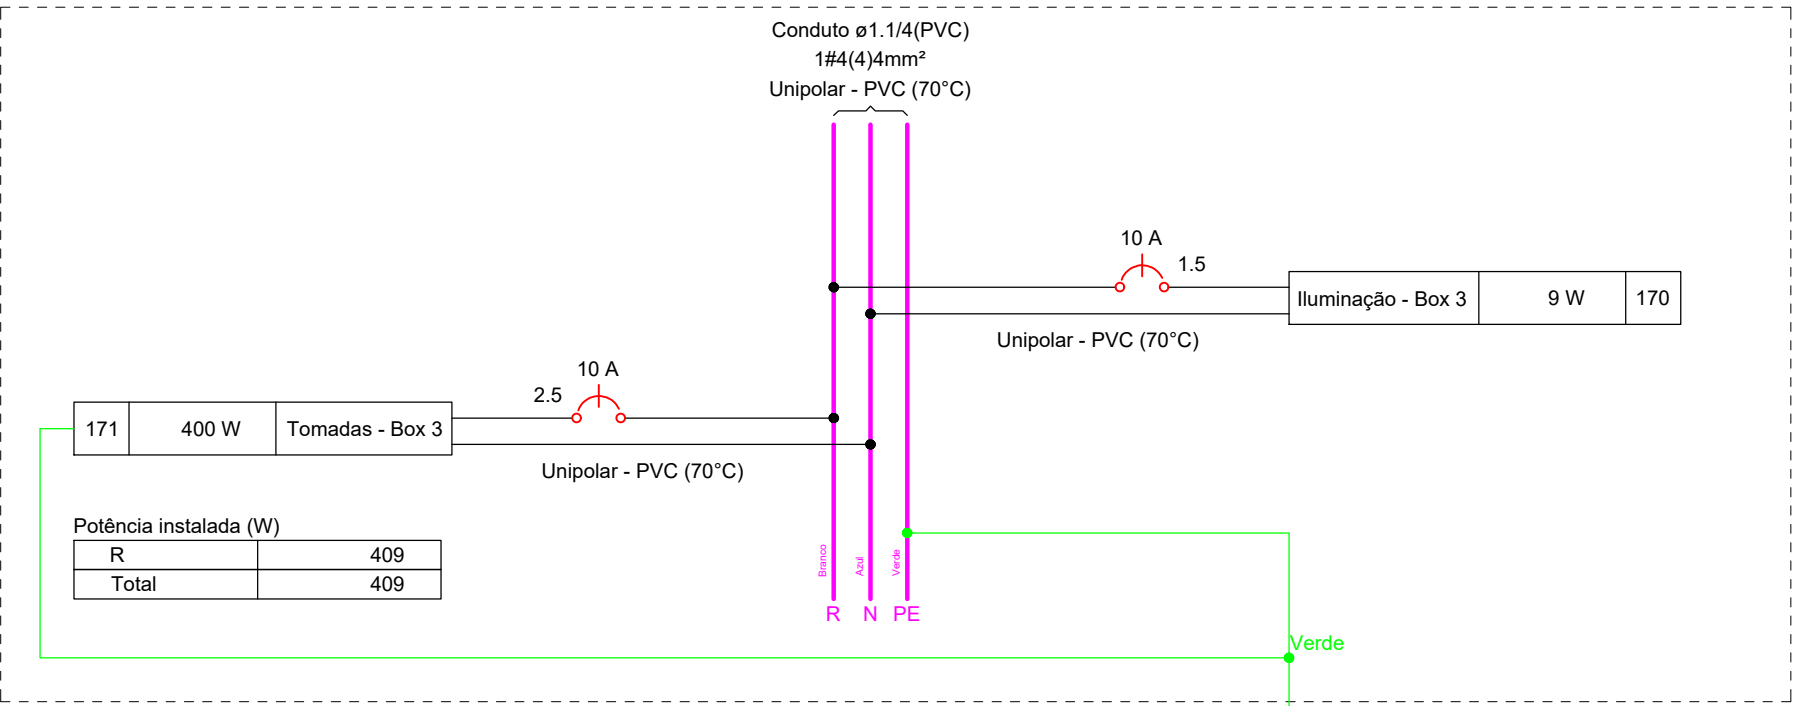 Conduto ø1.1/4(PVC)
1#4(4)4mm²
Unipolar - PVC (70°C)
10 A
1.5
Iluminação - Box 3 9 W 170
Unipolar - PVC (70°C)
10 A
2.5
171 400 W Tomadas - Box 3
Unipolar - PVC (70°C)
Potência instalada (W)
R 409
Total 409
Branco
Azul
Verde
R N PE
Verde